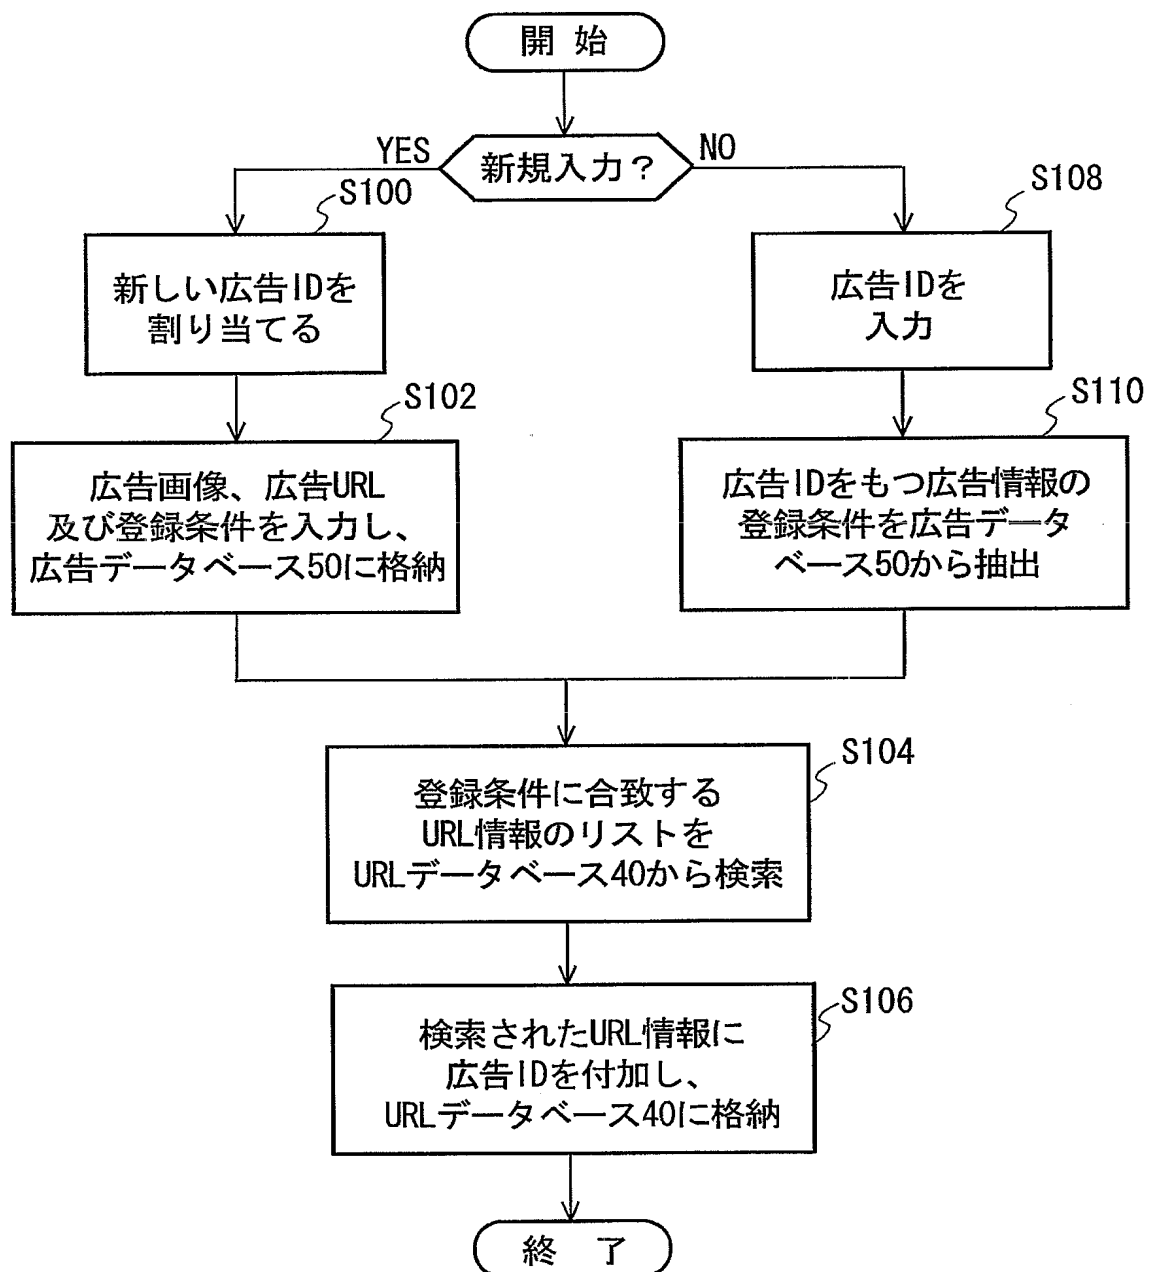 開 始
新規入力？
YES
NO
S100
新しい広告IDを
割り当てる
S108
広告IDを
入力
S102
広告画像、広告URL
及び登録条件を入力し、
広告データベース50に格納
S110
広告IDをもつ広告情報の
登録条件を広告データ
ベース50から抽出
S104
登録条件に合致する
URL情報のリストを
URLデータベース40から検索
S106
検索されたURL情報に
広告IDを付加し、
URLデータベース40に格納
終 了